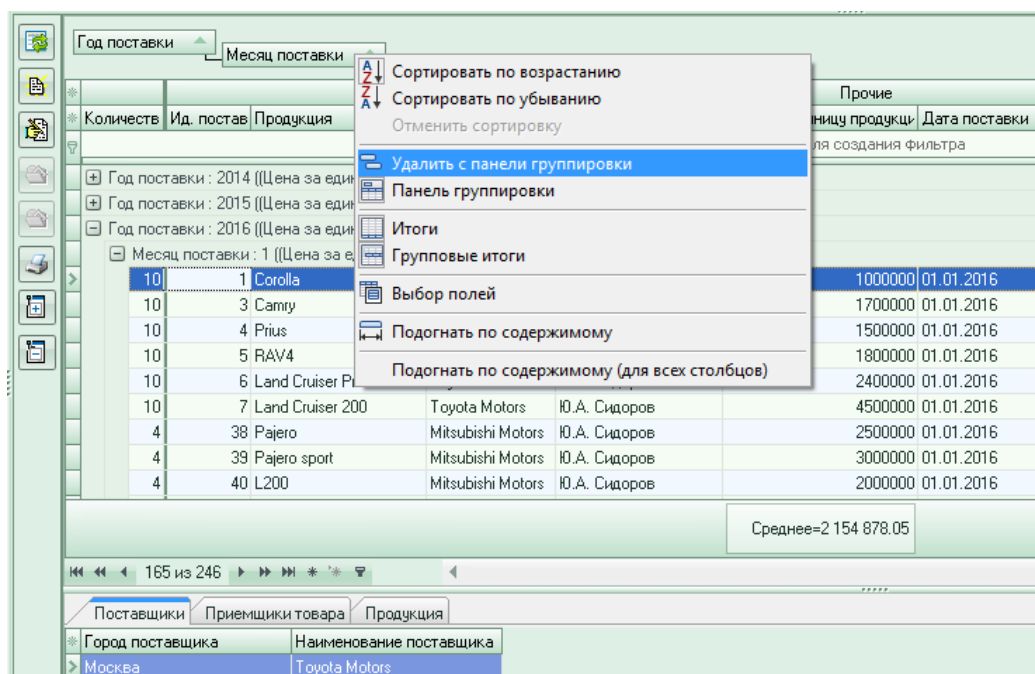 Год поставки
Месяц поставки
Сортировать по возрастанию
Сортировать по убыванию
Отменить сортировку
Удалить с панели группировки
Панель группировки
Итоги
Групповые итоги
Выбор полей
Подогнать по содержимому
Подогнать по содержимому (для всех столбцов)
Прочие
Количеств Ид. постав Продукция ницу продукци Дата поставки
ля создания фильтра
Год поставки : 2014 ((Цена за еди
Год поставки : 2015 ((Цена за еди
Год поставки : 2016 ((Цена за еди
Месяц поставки : 1 ((Цена за е
10 1 Corolla 1000000 01.01.2016
10 3 Camry 1700000 01.01.2016
10 4 Prius 1500000 01.01.2016
10 5 RAV4 1800000 01.01.2016
10 6 Land Cruiser Pr 2400000 01.01.2016
10 7 Land Cruiser 200 Toyota Motors Ю.А. Сидоров 4500000 01.01.2016
4 38 Pajero Mitsubishi Motors Ю.А. Сидоров 2500000 01.01.2016
4 39 Pajero sport Mitsubishi Motors Ю.А. Сидоров 3000000 01.01.2016
4 40 L200 Mitsubishi Motors Ю.А. Сидоров 2000000 01.01.2016
Среднее=2 154 878.05
165 из 246
Поставщики Приемщики товара Продукция
Город поставщика Наименование поставщика
Москва Toyota Motors